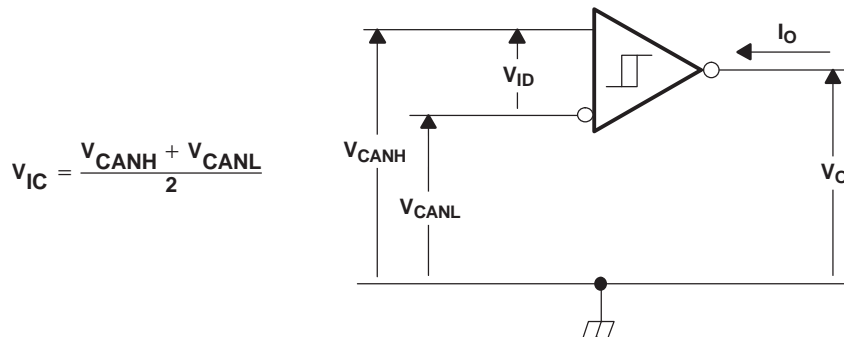 V_IC = (V_CANH + V_CANL) / 2
I_O
V_ID
V_CANH
V_CANL
V_O